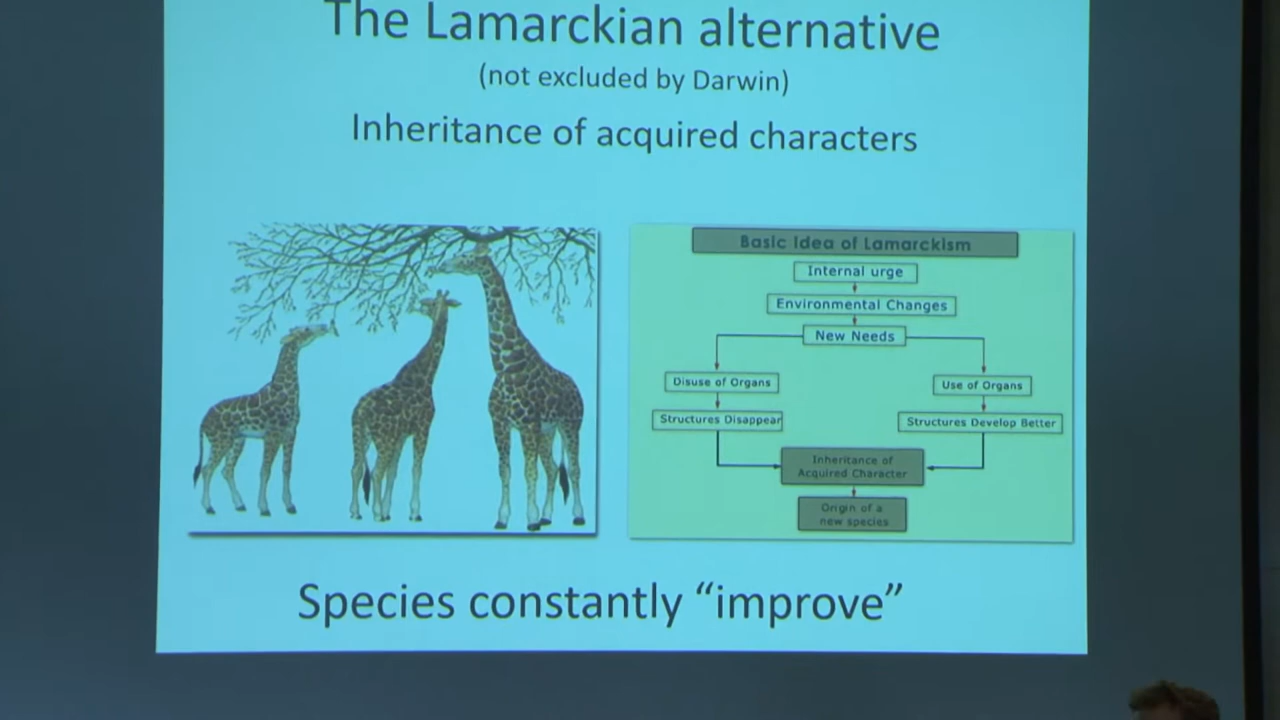 The Lamarckian alternative
(not excluded by Darwin)
Inheritance of acquired characters
Basic Idea of Lamarckism
Internal urge
Environmental Changes
New Needs
Disuse of Organs
Use of Organs
Structures Disappear
Structures Develop Better
Inheritance of
Acquired Character
Origin of a
new species
Species constantly “improve”